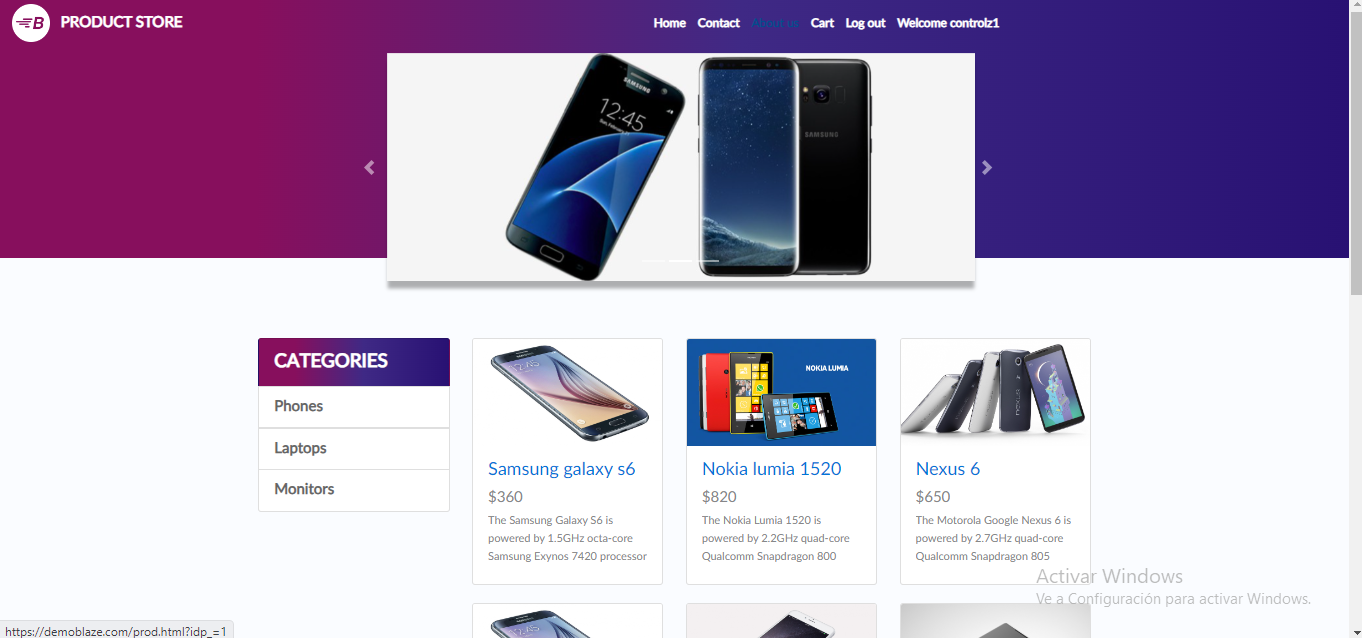 B PRODUCT STORE
Home Contact About us Cart Log out Welcome controlz1
SAMSUNG
12:45
SAMSUNG
CATEGORIES
Phones
Laptops
Monitors
NOKIA LUMIA
Samsung galaxy s6
$360
The Samsung Galaxy S6 is
powered by 1.5GHz octa-core
Samsung Exynos 7420 processor
Nokia lumia 1520
$820
The Nokia Lumia 1520 is
powered by 2.2GHz quad-core
Qualcomm Snapdragon 800
nexus
Nexus 6
$650
The Motorola Google Nexus 6 is
powered by 2.7GHz quad-core
Qualcomm Snapdragon 805
Activar Windows
Ve a Configuración para activar Windows.
https://demoblaze.com/prod.html?idp_=1